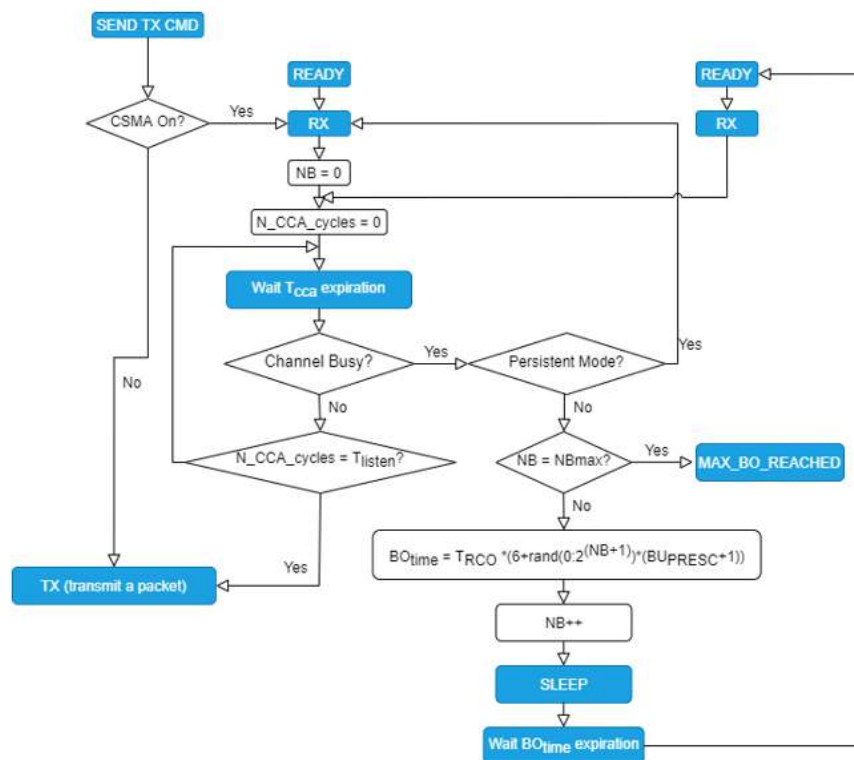 SEND TX CMD
READY
READY
CSMA On?
Yes
RX
RX
NB = 0
N_CCA_cycles = 0
Wait Tcca expiration
Channel Busy?
Yes
Persistent Mode?
Yes
No
No
No
N_CCA_cycles = Tlisten?
NB = NBmax?
Yes
MAX_BO_REACHED
No
BOtime = TRCO *(6+rand(0:2^(NB+1))*(BUPRESC+1))
Yes
TX (transmit a packet)
NB++
SLEEP
Wait BOtime expiration